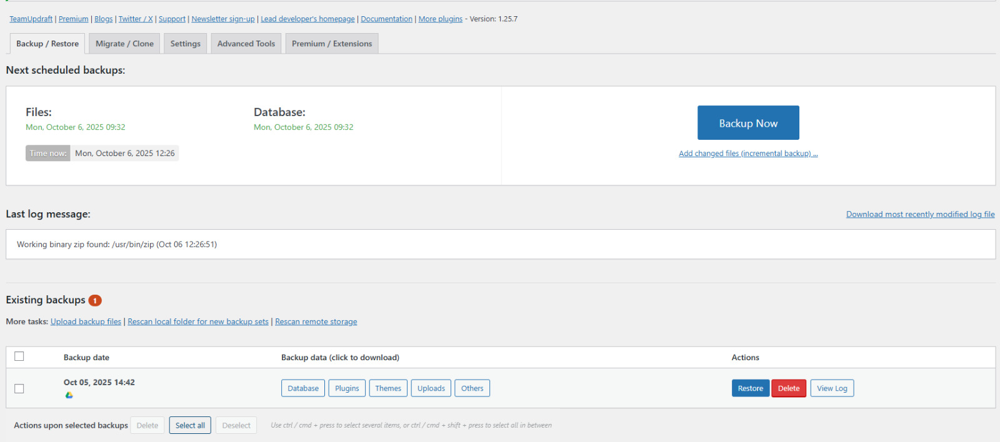 TeamUpdraft | Premium | Blogs | Twitter / X | Support | Newsletter sign-up | Lead developer's homepage | Documentation | More plugins - Version: 1.25.7
Backup / Restore Migrate / Clone Settings Advanced Tools Premium / Extensions
Next scheduled backups:
Files: Database:
Mon, October 6, 2025 09:32 Mon, October 6, 2025 09:32
Backup Now
Time now: Mon, October 6, 2025 12:26
Add changed files (incremental backup) ...
Last log message:
Download most recently modified log file
Working binary zip found: /usr/bin/zip (Oct 06 12:26:51)
Existing backups 1
More tasks: Upload backup files | Rescan local folder for new backup sets | Rescan remote storage
Backup date Backup data (click to download) Actions
Oct 05, 2025 14:42 Database Plugins Themes Uploads Others Restore Delete View Log
Actions upon selected backups Delete Select all Deselect Use ctrl / cmd + press to select several items, or ctrl / cmd + shift + press to select all in between